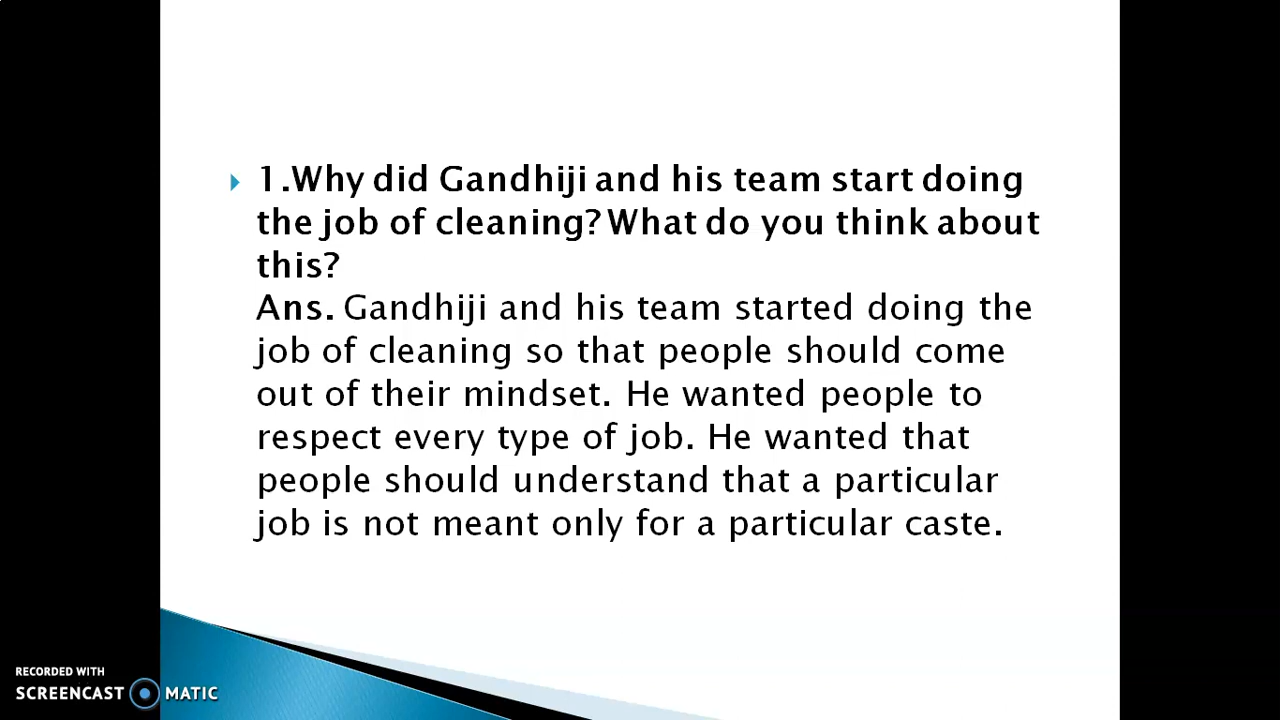 1.Why did Gandhiji and his team start doing
the job of cleaning? What do you think about
this?
Ans. Gandhiji and his team started doing the
job of cleaning so that people should come
out of their mindset. He wanted people to
respect every type of job. He wanted that
people should understand that a particular
job is not meant only for a particular caste.
RECORDED WITH
SCREENCAST MATIC